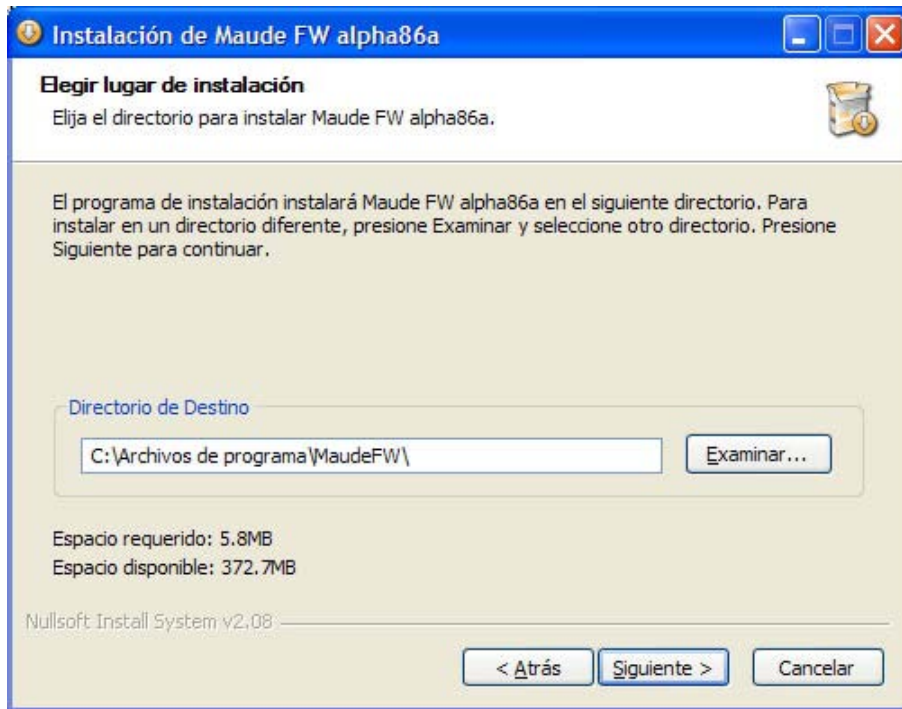 Instalación de Maude FW alpha86a
Elegir lugar de instalación
Elija el directorio para instalar Maude FW alpha86a.
El programa de instalación instalará Maude FW alpha86a en el siguiente directorio. Para
instalar en un directorio diferente, presione Examinar y seleccione otro directorio. Presione
Siguiente para continuar.
Directorio de Destino
C:\Archivos de programa\MaudeFW\
Examinar...
Espacio requerido: 5.8MB
Espacio disponible: 372.7MB
Nullsoft Install System v2.08
< Atrás
Siguiente >
Cancelar